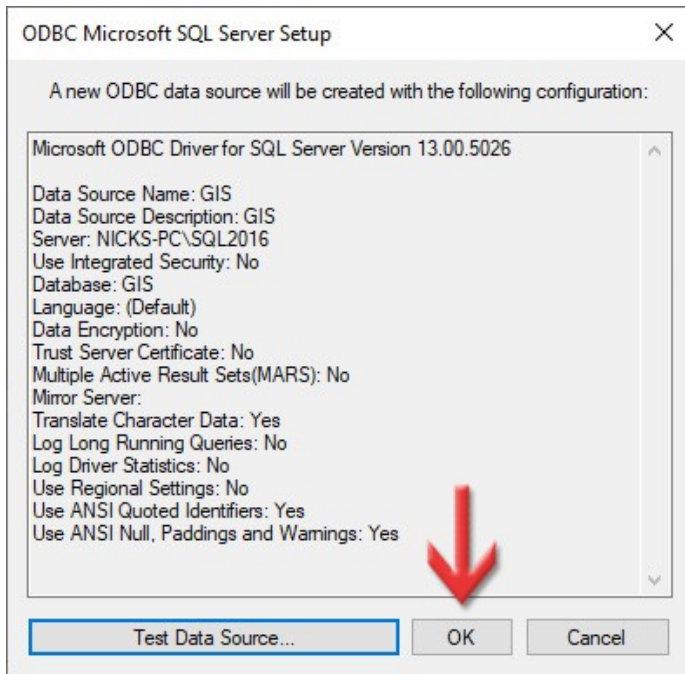 ODBC Microsoft SQL Server Setup
A new ODBC data source will be created with the following configuration:
Microsoft ODBC Driver for SQL Server Version 13.00.5026
Data Source Name: GIS
Data Source Description: GIS
Server: NICKS-PC\SQL2016
Use Integrated Security: No
Database: GIS
Language: (Default)
Data Encryption: No
Trust Server Certificate: No
Multiple Active Result Sets(MARS): No
Mirror Server:
Translate Character Data: Yes
Log Long Running Queries: No
Log Driver Statistics: No
Use Regional Settings: No
Use ANSI Quoted Identifiers: Yes
Use ANSI Null, Paddings and Warnings: Yes
Test Data Source... OK Cancel